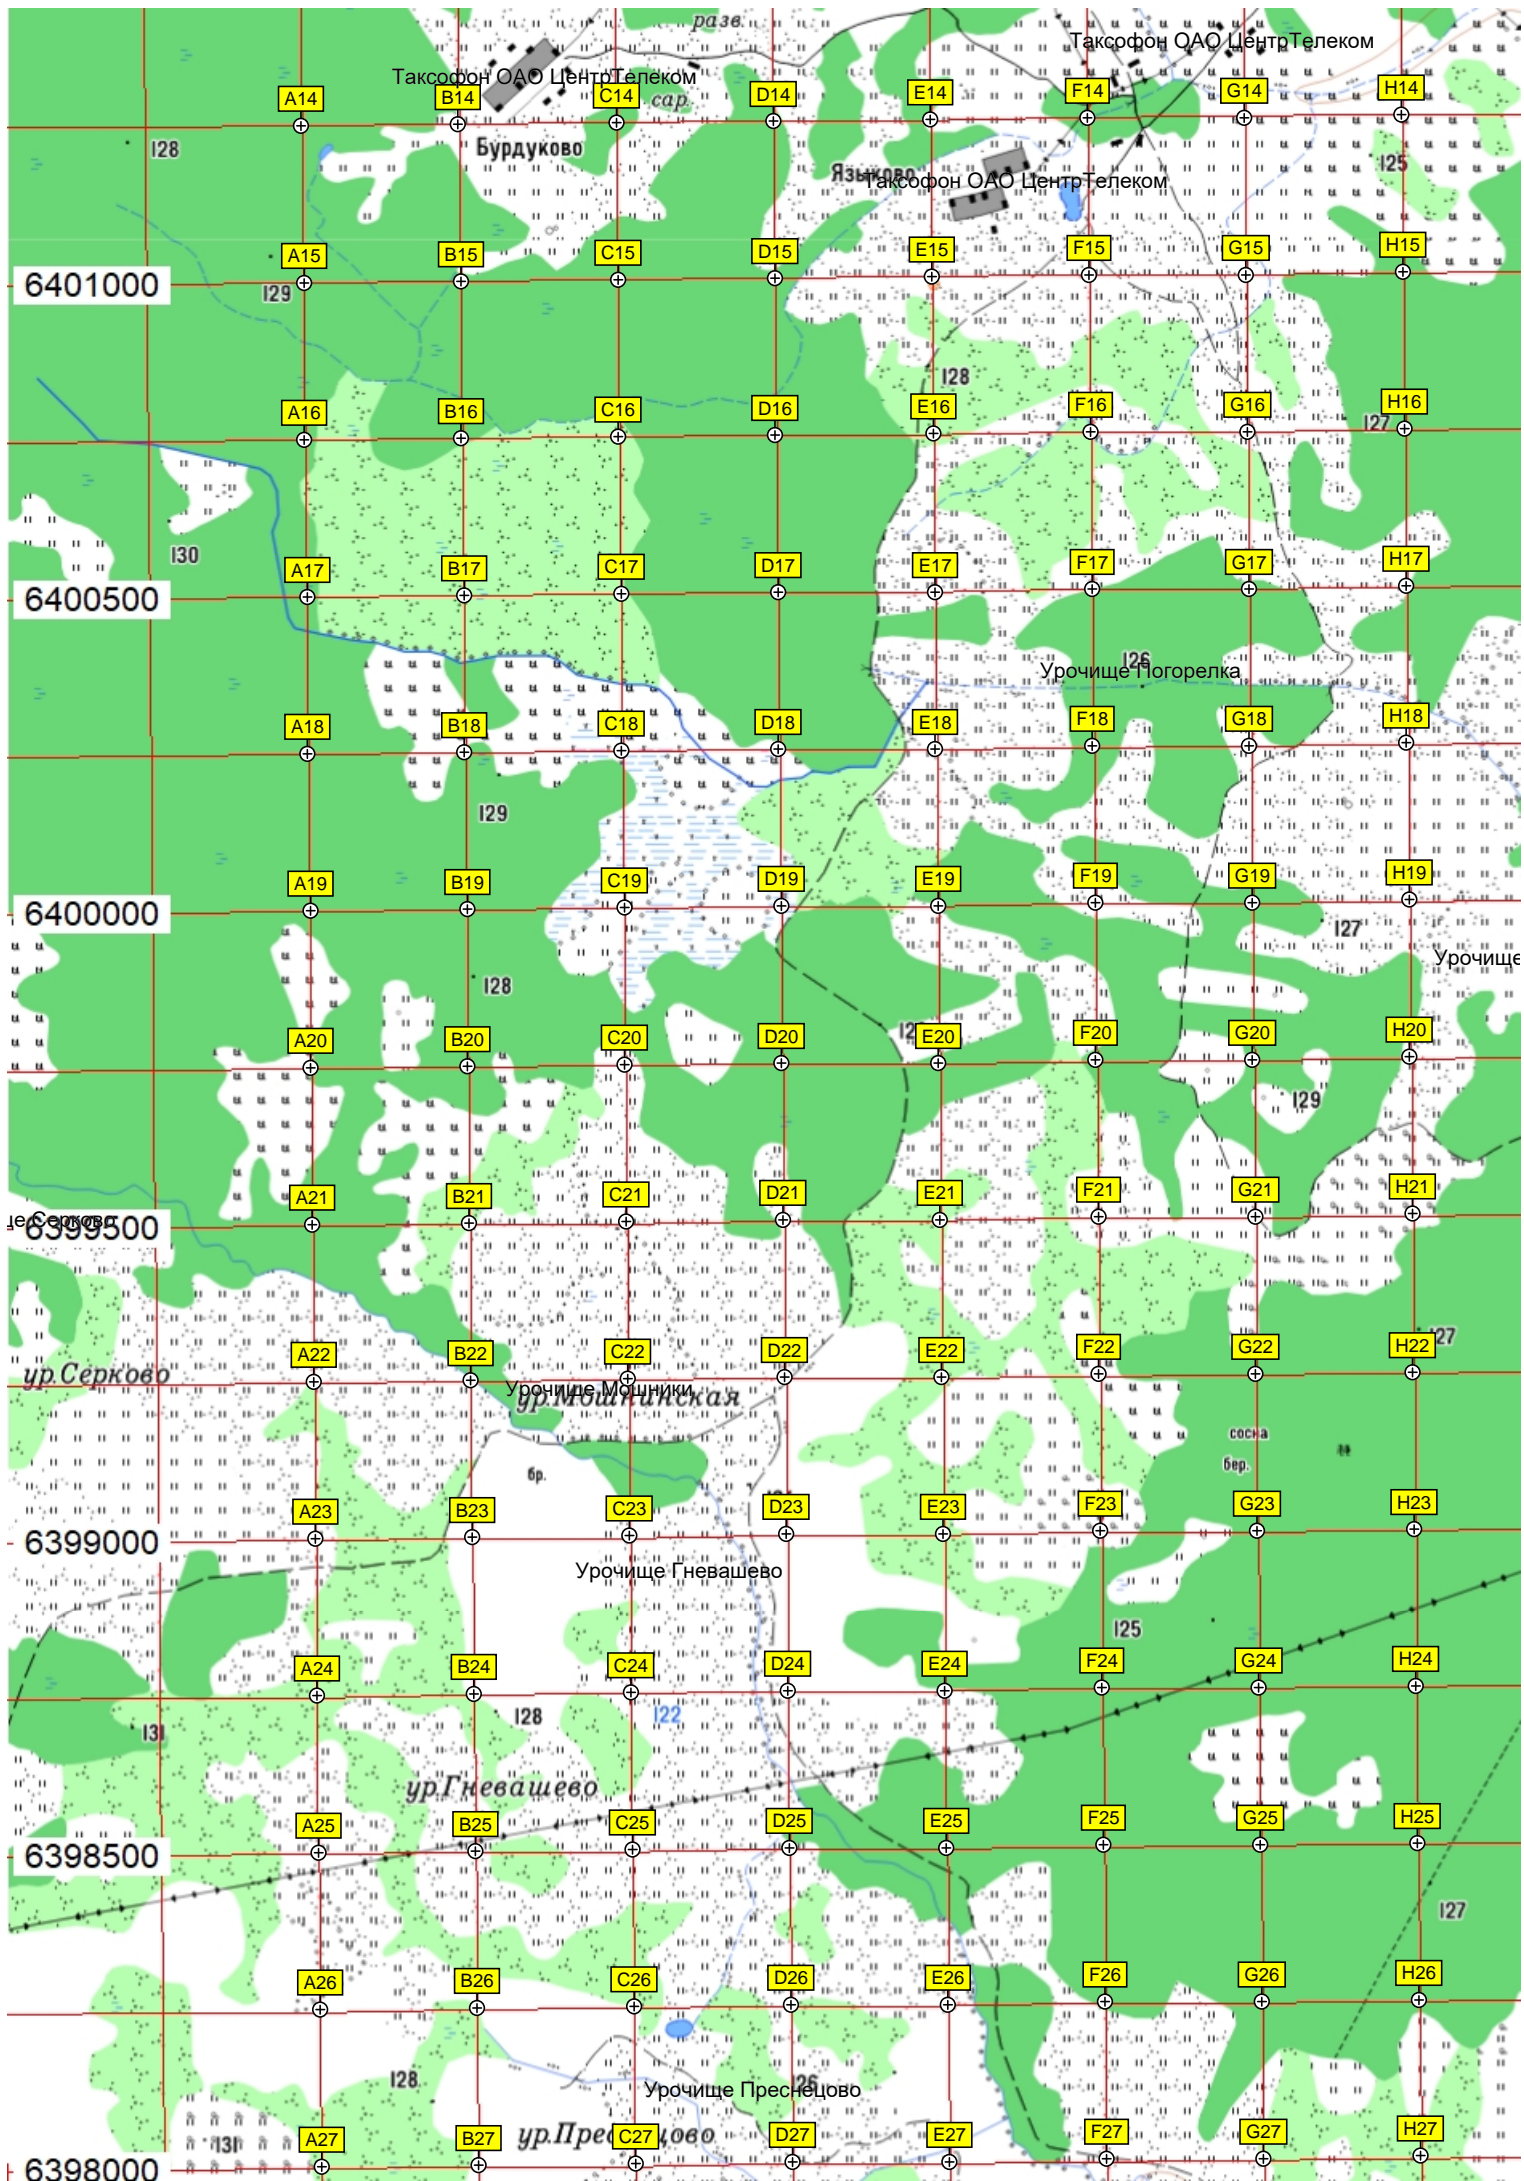 разв.
Таксофон ОАО ЦентрТелеком
Таксофон ОАО ЦентрТелеком
A14 B14 C14 D14 E14 F14 G14 H14
сар.
128
Бурдуково
125
Языково
Таксофон ОАО ЦентрТелеком
A15 B15 C15 D15 E15 F15 G15 H15
6401000
129
128
A16 B16 C16 D16 E16 F16 G16 H16
127
130
A17 B17 C17 D17 E17 F17 G17 H17
6400500
126
Урочище Погорелка
A18 B18 C18 D18 E18 F18 G18 H18
129
A19 B19 C19 D19 E19 F19 G19 H19
6400000
127
Урочище
128
A20 B20 C20 D20 E20 F20 G20 H20
129
A21 B21 C21 D21 E21 F21 G21 H21
ще Серково
6399500
127
A22 B22 C22 D22 E22 F22 G22 H22
ур.Серково
Урочище Мошники
ур.Мошнинская
сосна
бер.
бр.
A23 B23 C23 D23 E23 F23 G23 H23
6399000
Урочище Гневашево
125
A24 B24 C24 D24 E24 F24 G24 H24
131
128
122
ур.Гневашево
A25 B25 C25 D25 E25 F25 G25 H25
6398500
127
A26 B26 C26 D26 E26 F26 G26 H26
128
Урочище Преснецово
126
ур.Пресн
цово
131
A27 B27 C27 D27 E27 F27 G27 H27
6398000